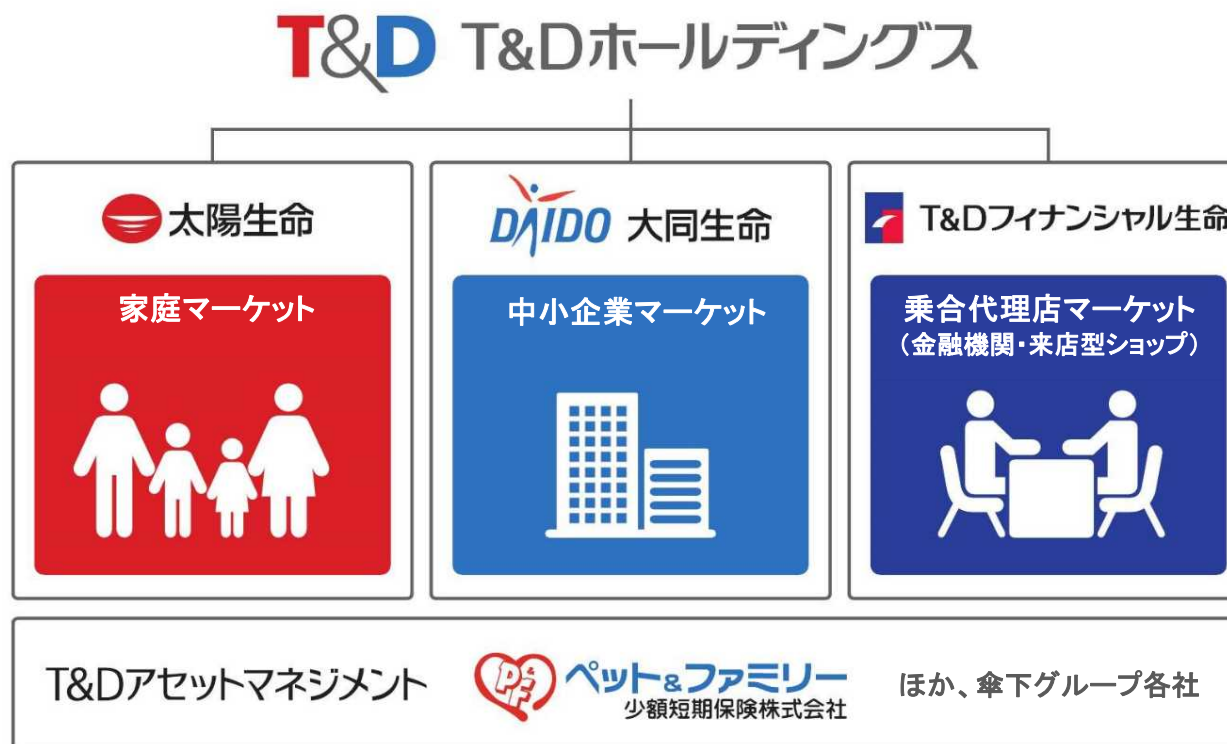 T&D T&Dホールディングス
太陽生命
家庭マーケット
DAIDO 大同生命
中小企業マーケット
T&Dフィナンシャル生命
乗合代理店マーケット
(金融機関・来店型ショップ)
T&Dアセットマネジメント
P&F ペット&ファミリー
少額短期保険株式会社
ほか、傘下グループ各社